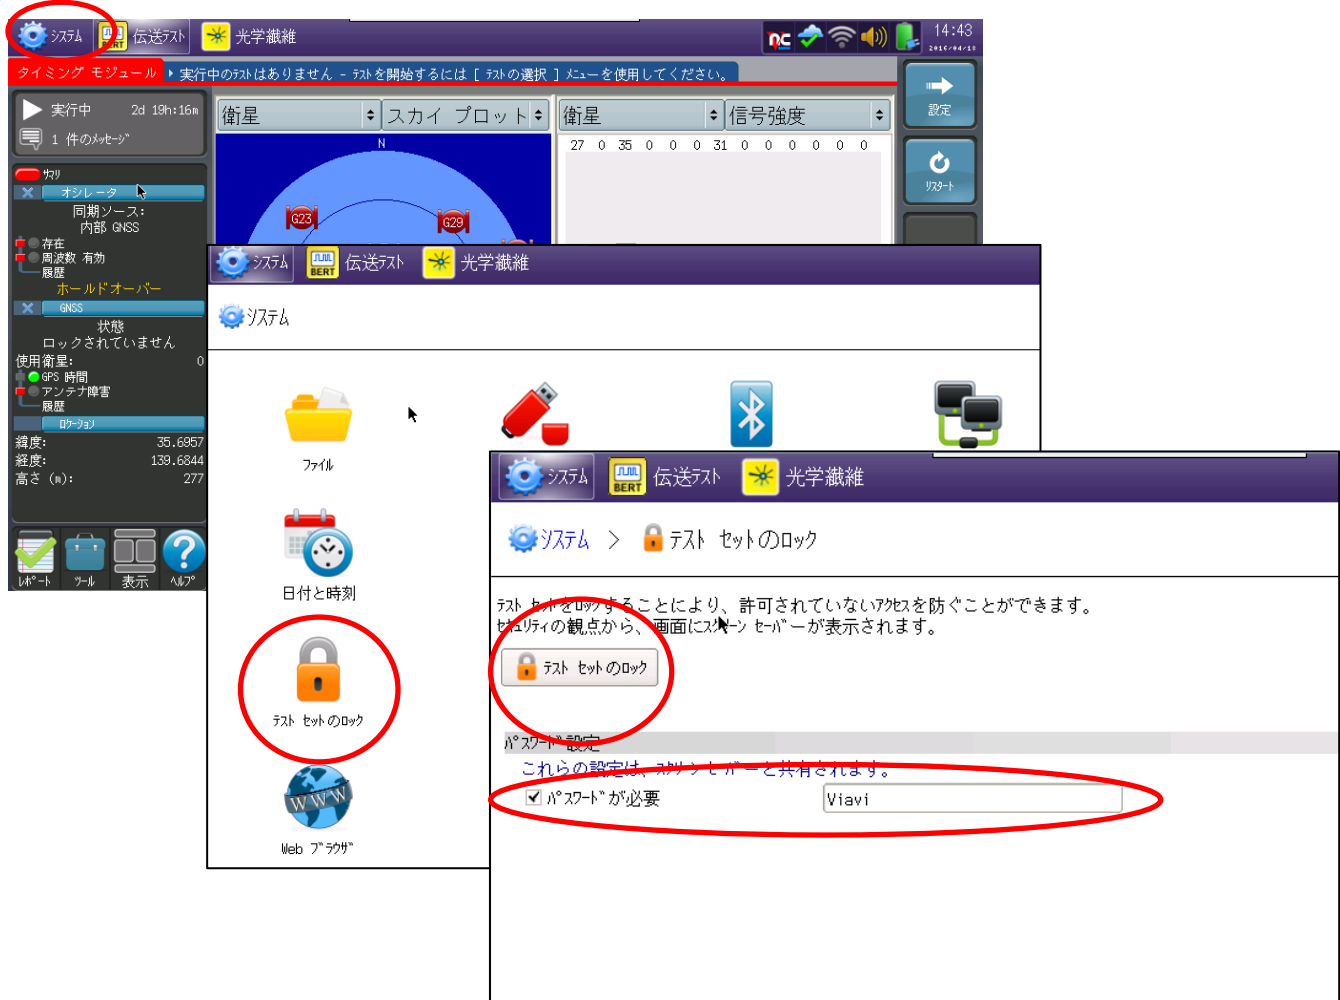 システム
伝送テスト
光学繊維
14:43
2016/04/18
タイミング モジュール
実行中のテストはありません - テストを開始するには [ テストの選択 ] メニューを使用してください。
実行中 2d 19h:16m
1 件のメッセージ
衛星
スカイ プロット
衛星
信号強度
設定
リスタート
27 0 35 0 0 0 31 0 0 0 0 0 0
N
G23
G29
サマリ
オシレータ
同期ソース:
内部 GNSS
存在
周波数 有効
履歴
ホールドオーバー
GNSS
状態
ロックされていません
使用衛星: 0
GPS 時間
アンテナ障害
履歴
ロケーション
緯度: 35.6957
経度: 139.6844
高さ (m): 277
レポート
ツール
表示
ヘルプ
システム
BERT
伝送テスト
光学繊維
システム
ファイル
日付と時刻
テスト セットのロック
WWW
Web ブラウザ
システム
BERT
伝送テスト
光学繊維
システム > テスト セットのロック
テスト セットをロックすることにより、許可されていないアクセスを防ぐことができます。
セキュリティの観点から、画面にスクリーン セーバーが表示されます。
テスト セットのロック
パスワード設定
これらの設定は、スクリーン セーバーと共有されます。
パスワードが必要
Viavi